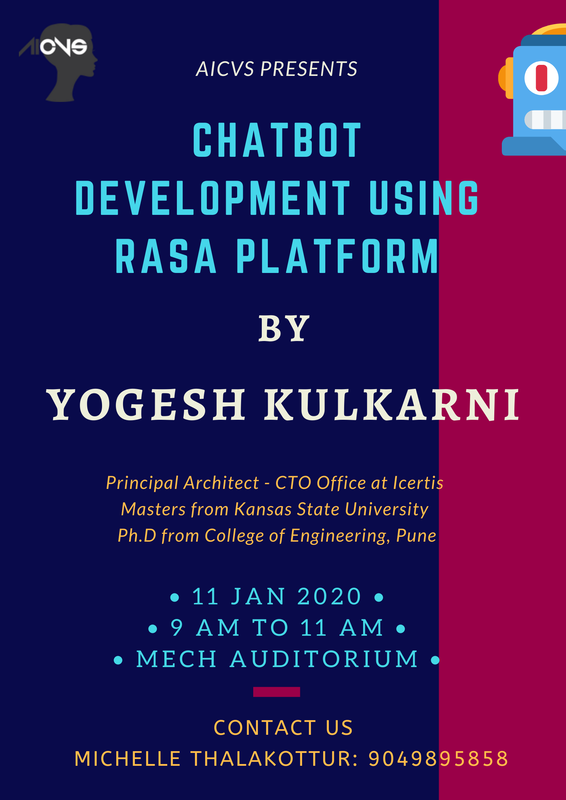 AICVS
AICVS PRESENTS
CHATBOT
DEVELOPMENT USING
RASA PLATFORM
BY
YOGESH KULKARNI
Principal Architect - CTO Office at Icertis
Masters from Kansas State University
Ph.D from College of Engineering, Pune
• 11 JAN 2020 •
• 9 AM TO 11 AM •
• MECH AUDITORIUM •
CONTACT US
MICHELLE THALAKOTTUR: 9049895858